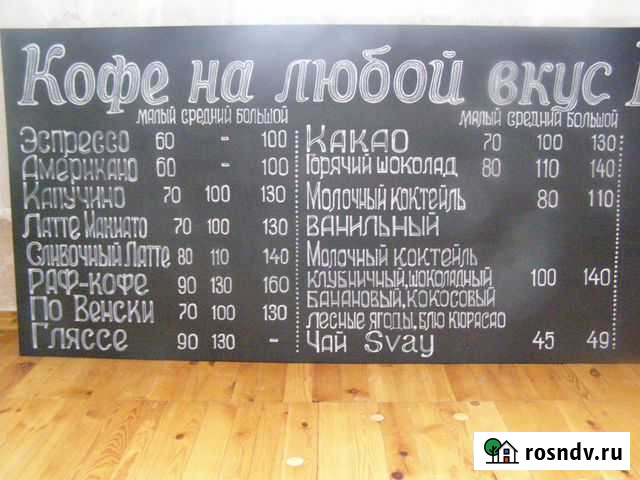 Кофе на любой вкус
малый средний большой
Эспрессо 60 - 100
Американо 60 - 100
Капучино 70 100 130
Латте Макиато 70 100 130
Сливочный Латте 80 110 140
Раф-кофе 90 130 160
По Венски 70 100 130
Гляссе 90 130 -
малый средний большой
Какао 70 100 130
Горячий шоколад 80 110 140
Молочный коктейль 80 110
ванильный
Молочный коктейль
клубничный, шоколадный 100 140
банановый, кокосовый
лесные ягоды, блю кюрасао
Чай Svay 45 49
rosndv.ru